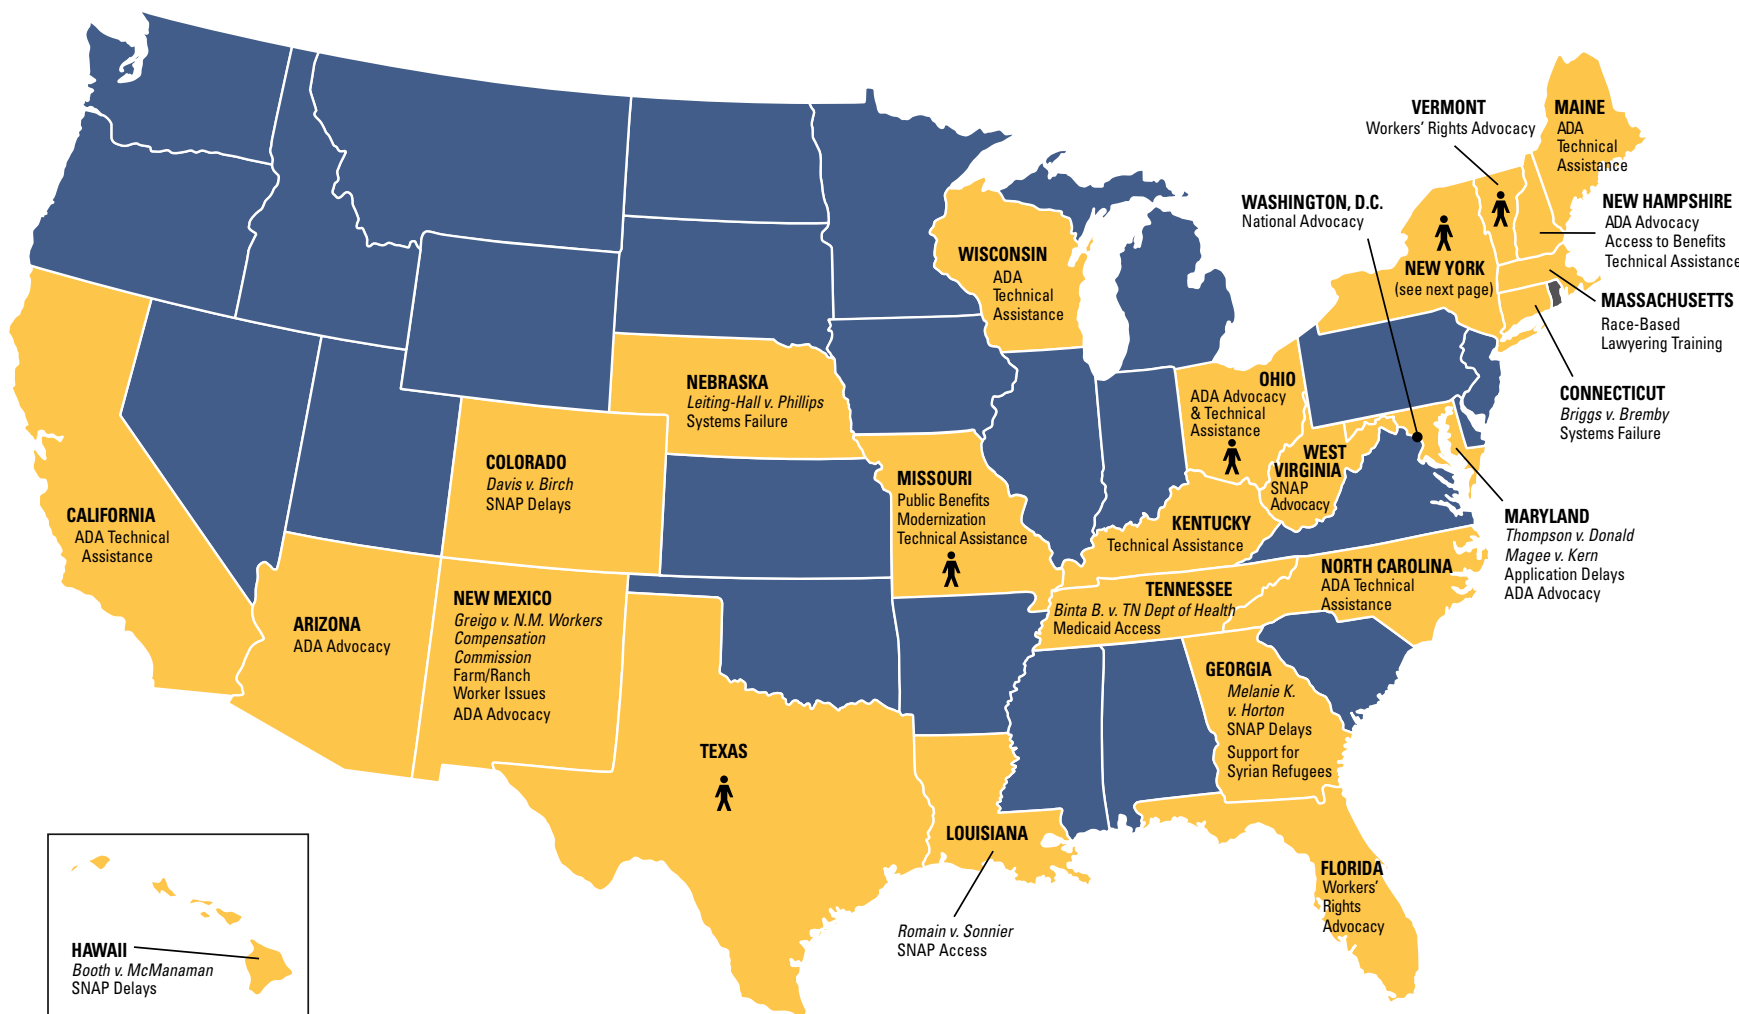 VERMONT
Workers’ Rights Advocacy
MAINE
ADA
Technical
Assistance
WASHINGTON, D.C.
National Advocacy
NEW HAMPSHIRE
ADA Advocacy
Access to Benefits
Technical Assistance
WISCONSIN
ADA
Technical
Assistance
NEW YORK
(see next page)
MASSACHUSETTS
Race-Based
Lawyering Training
NEBRASKA
Leiting-Hall v. Phillips
Systems Failure
OHIO
ADA Advocacy
& Technical
Assistance
CONNECTICUT
Briggs v. Bremby
Systems Failure
COLORADO
Davis v. Birch
SNAP Delays
MISSOURI
Public Benefits
Modernization
Technical Assistance
WEST
VIRGINIA
SNAP
Advocacy
CALIFORNIA
ADA Technical
Assistance
KENTUCKY
Technical Assistance
MARYLAND
Thompson v. Donald
Magee v. Kern
Application Delays
ADA Advocacy
ARIZONA
ADA Advocacy
NEW MEXICO
Greigo v. N.M. Workers
Compensation
Commission
Farm/Ranch
Worker Issues
ADA Advocacy
TENNESSEE
Binta B. v. TN Dept of Health
Medicaid Access
NORTH CAROLINA
ADA Technical
Assistance
GEORGIA
Melanie K.
v. Horton
SNAP Delays
Support for
Syrian Refugees
TEXAS
LOUISIANA
Romain v. Sonnier
SNAP Access
FLORIDA
Workers’
Rights
Advocacy
HAWAII
Booth v. McManaman
SNAP Delays